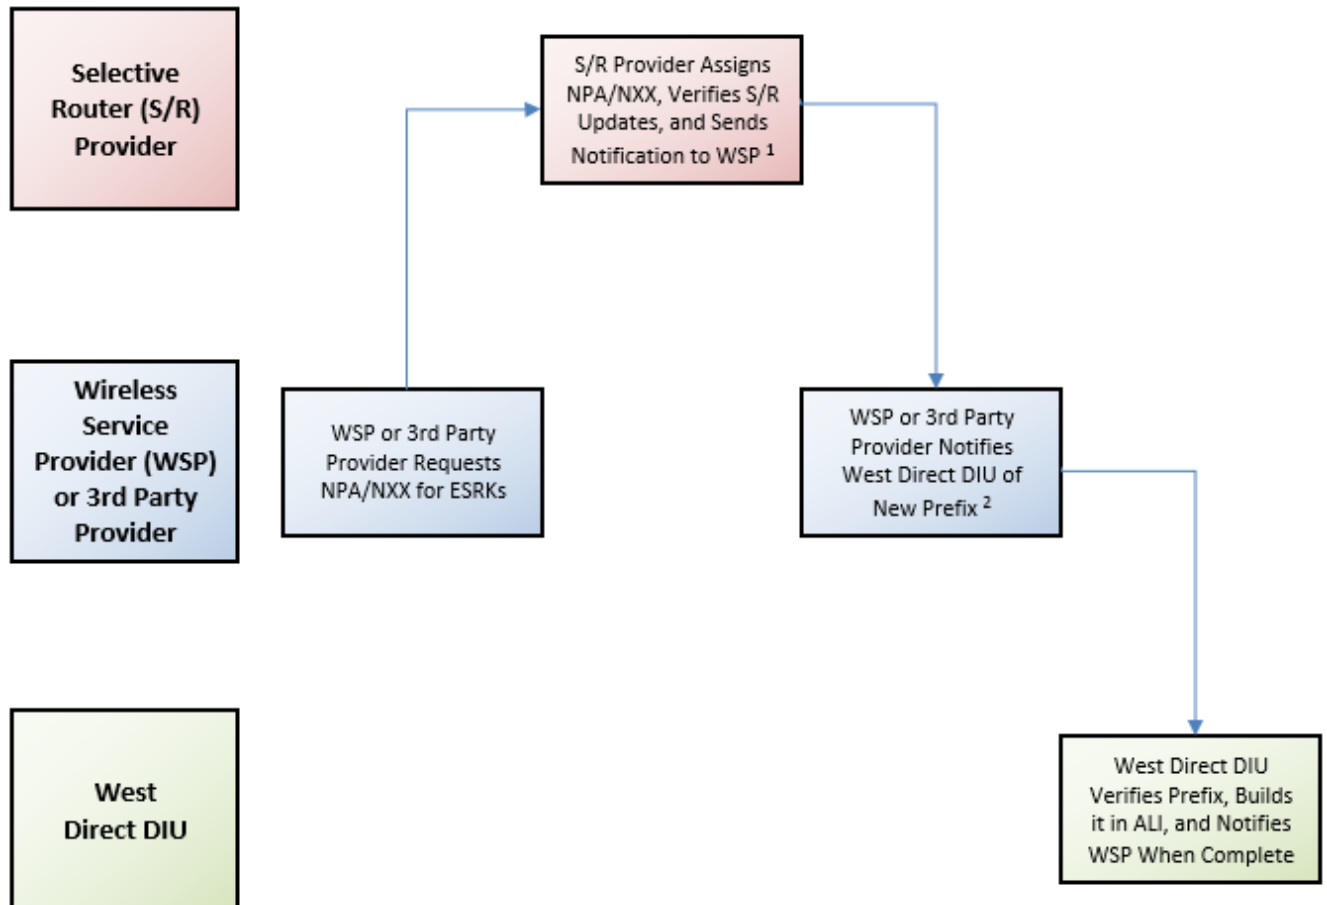 Selective
Router (S/R)
Provider
S/R Provider Assigns
NPA/NXX, Verifies S/R
Updates, and Sends
Notification to WSP 1
Wireless
Service
Provider (WSP)
or 3rd Party
Provider
WSP or 3rd Party
Provider Requests
NPA/NXX for ESRKs
WSP or 3rd Party
Provider Notifies
West Direct DIU of
New Prefix 2
West
Direct DIU
West Direct DIU
Verifies Prefix, Builds
it in ALI, and Notifies
WSP When Complete